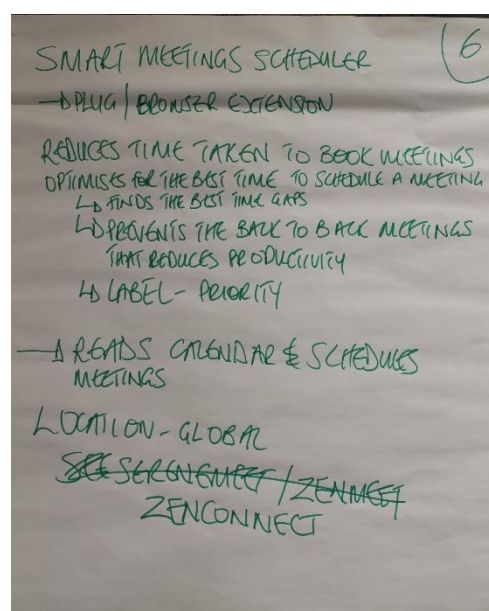 6
SMART MEETINGS SCHEDULER
→ PLUG / BROWSER EXTENSION
REDUCES TIME TAKEN TO BOOK MEETINGS
OPTIMISES FOR THE BEST TIME TO SCHEDULE A MEETING
↳ FINDS THE BEST TIME GAPS
↳ PREVENTS THE BACK TO BACK MEETINGS
THAT REDUCES PRODUCTIVITY
↳ LABEL - PRIORITY
→ READS CALENDAR & SCHEDULES
MEETINGS
LOCATION - GLOBAL
SERENEMEET / ZENMEET
ZENCONNECT